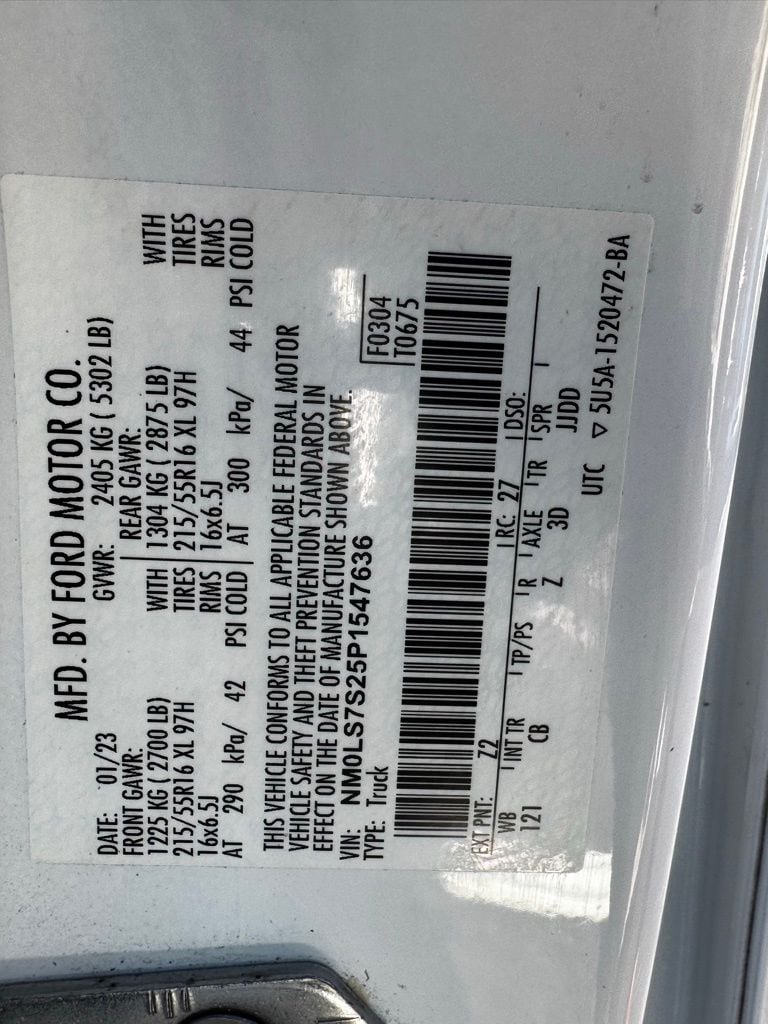 MFD. BY FORD MOTOR CO.
DATE: 01/23 GVWR: 2405 KG ( 5302 LB)
FRONT GAWR: REAR GAWR:
1225 KG ( 2700 LB) WITH 1304 KG ( 2875 LB) WITH
215/55R16 XL 97H TIRES 215/55R16 XL 97H TIRES
16x6.5J RIMS 16x6.5J RIMS
AT 290 kPa/ 42 PSI COLD AT 300 kPa/ 44 PSI COLD
THIS VEHICLE CONFORMS TO ALL APPLICABLE FEDERAL MOTOR
VEHICLE SAFETY AND THEFT PREVENTION STANDARDS IN
EFFECT ON THE DATE OF MANUFACTURE SHOWN ABOVE.
VIN: NM0LS7S25P1547636 F0304
TYPE: Truck T0675
EXT PNT: Z2 RC: 27 DSO:
WB INT TR TP/PS R AXLE TR SPR
121 CB Z 3D JJDD
UTC ▽ 5U5A-1520472-BA